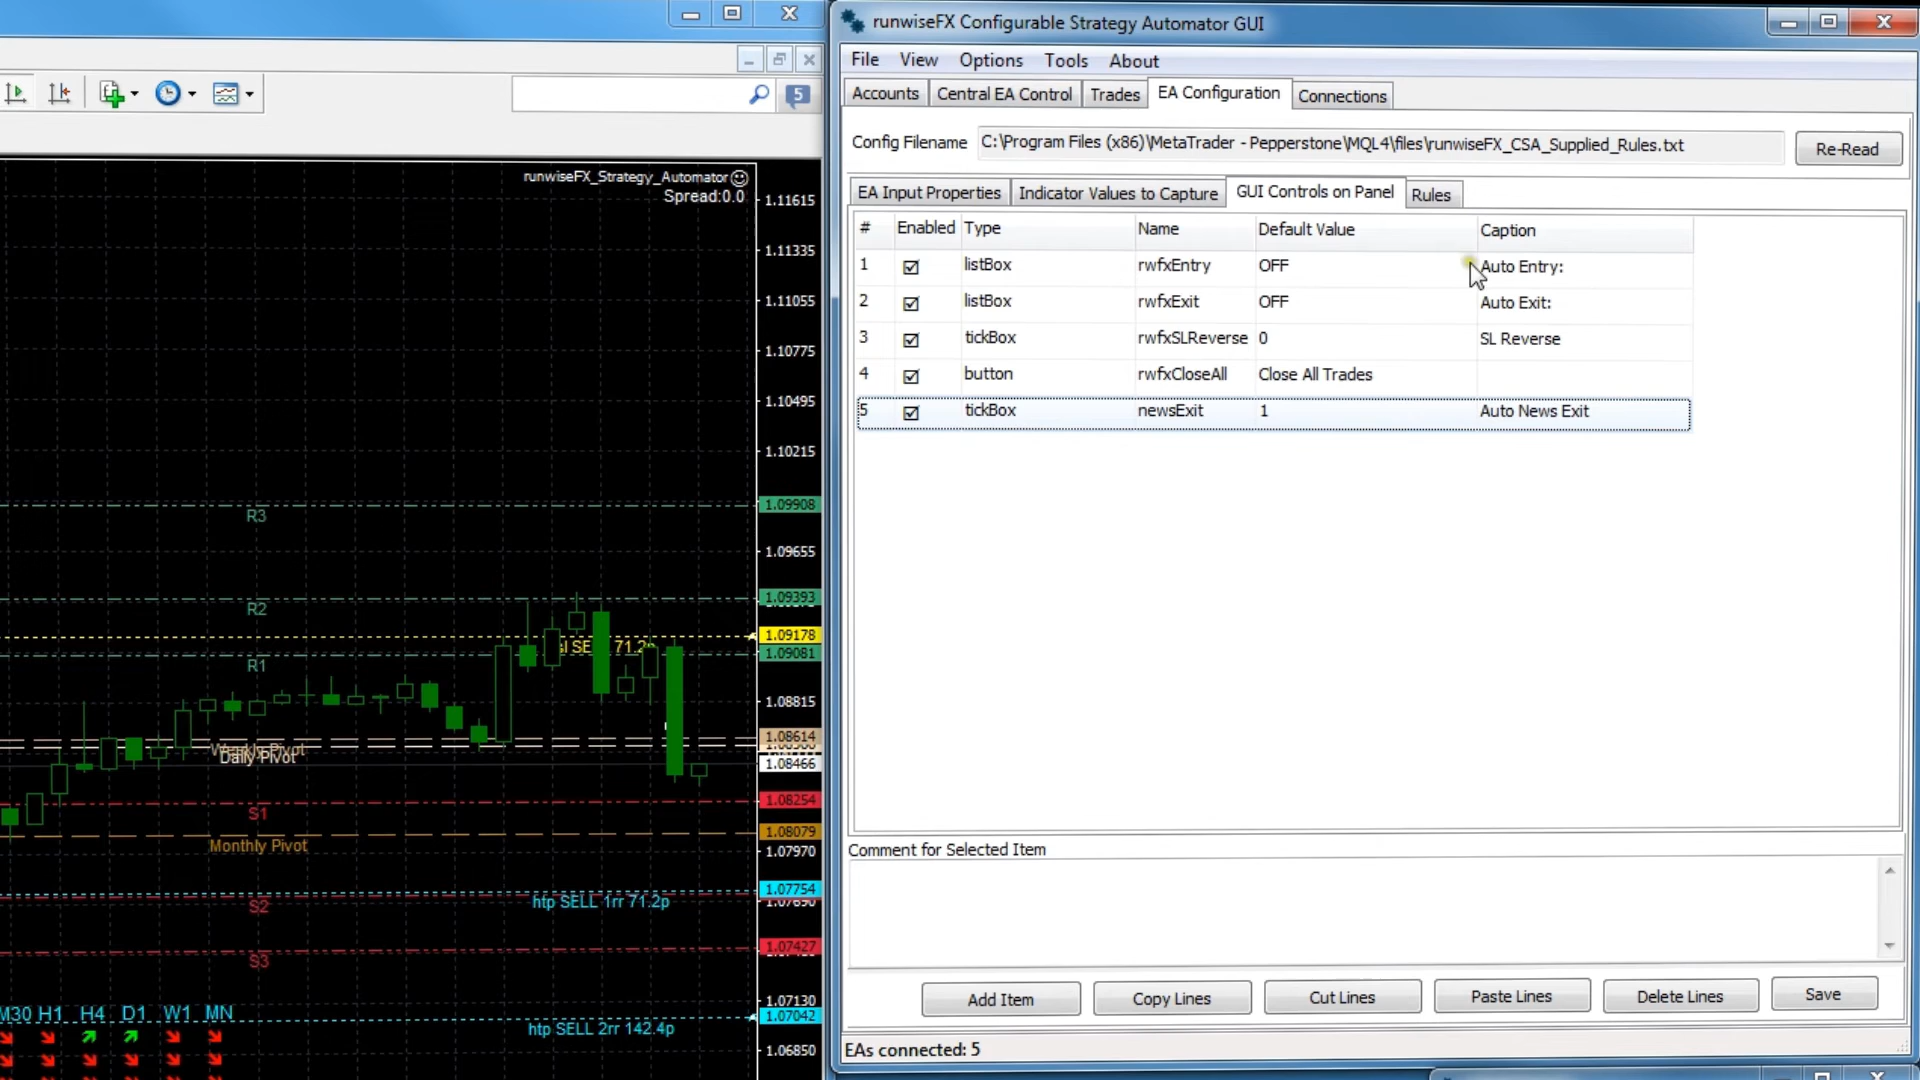 runwiseFX Configurable Strategy Automator GUI
File View Options Tools About
Accounts Central EA Control Trades EA Configuration Connections
5
Config Filename C:\Program Files (x86)\MetaTrader - Pepperstone\MQL4\files\runwiseFX_CSA_Supplied_Rules.txt Re-Read
EA Input Properties Indicator Values to Capture GUI Controls on Panel Rules
# Enabled Type Name Default Value Caption
1 listBox rwfxEntry OFF Auto Entry:
2 listBox rwfxExit OFF Auto Exit:
3 tickBox rwfxSLReverse 0 SL Reverse
4 button rwfxCloseAll Close All Trades
5 tickBox newsExit 1 Auto News Exit
Comment for Selected Item
Add Item Copy Lines Cut Lines Paste Lines Delete Lines Save
EAs connected: 5
runwiseFX_Strategy_Automator
Spread:0.0
1.11615
1.11335
1.11055
1.10775
1.10495
1.10215
1.09908
R3
1.09655
1.09393
R2
1.09178
SELL 71.2p
1.09081
R1
1.08815
1.08614
Weekly Pivot
Daily Pivot
1.08466
1.08254
S1
1.08079
Monthly Pivot
1.07970
1.07754
htp SELL 1rr 71.2p
1.07690
S2
1.07427
S3
1.07130
M30 H1 H4 D1 W1 MN
1.07042
htp SELL 2rr 142.4p
1.06850